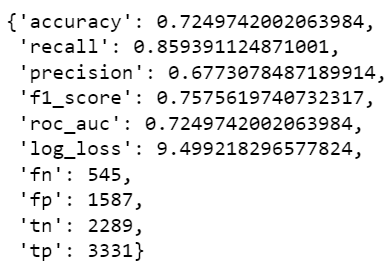 {'accuracy': 0.7249742002063984,
'recall': 0.859391124871001,
'precision': 0.6773078487189914,
'f1_score': 0.7575619740732317,
'roc_auc': 0.7249742002063984,
'log_loss': 9.499218296577824,
'fn': 545,
'fp': 1587,
'tn': 2289,
'tp': 3331}